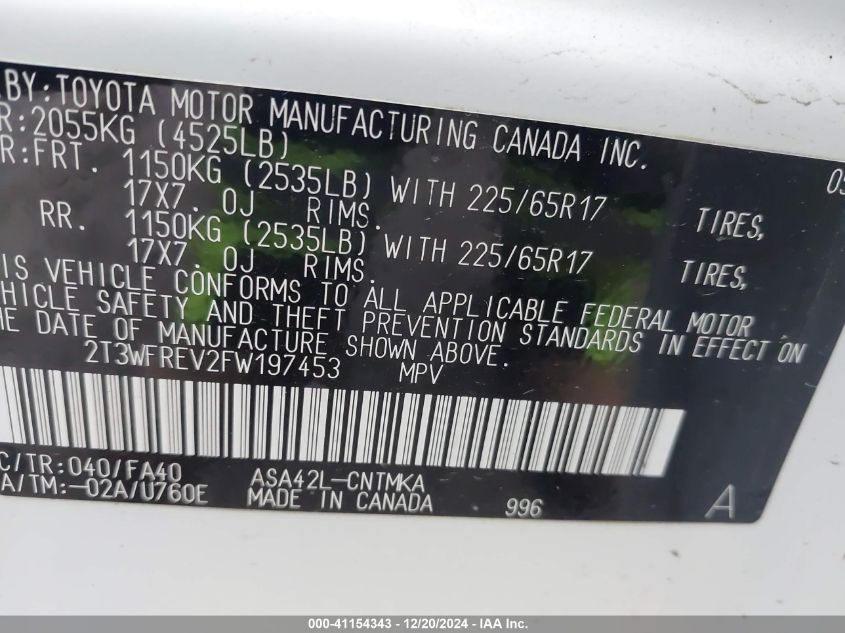 BY: TOYOTA MOTOR MANUFACTURING CANADA INC.
R: 2055KG (4525LB)
R: FRT. 1150KG (2535LB) WITH 225/65R17 TIRES,
17X7. 0J RIMS.
RR. 1150KG (2535LB) WITH 225/65R17 TIRES,
17X7. 0J RIMS.
IS VEHICLE CONFORMS TO ALL APPLICABLE FEDERAL MOTOR
HICLE SAFETY AND THEFT PREVENTION STANDARDS IN EFFECT ON
HE DATE OF MANUFACTURE SHOWN ABOVE.
2T3WFREV2FW197453 MPV
C/TR: 040/FA40
A/TM: -02A/U760E
ASA42L-CNTMKA
MADE IN CANADA
996
A
000-41154343 - 12/20/2024 - IAA Inc.